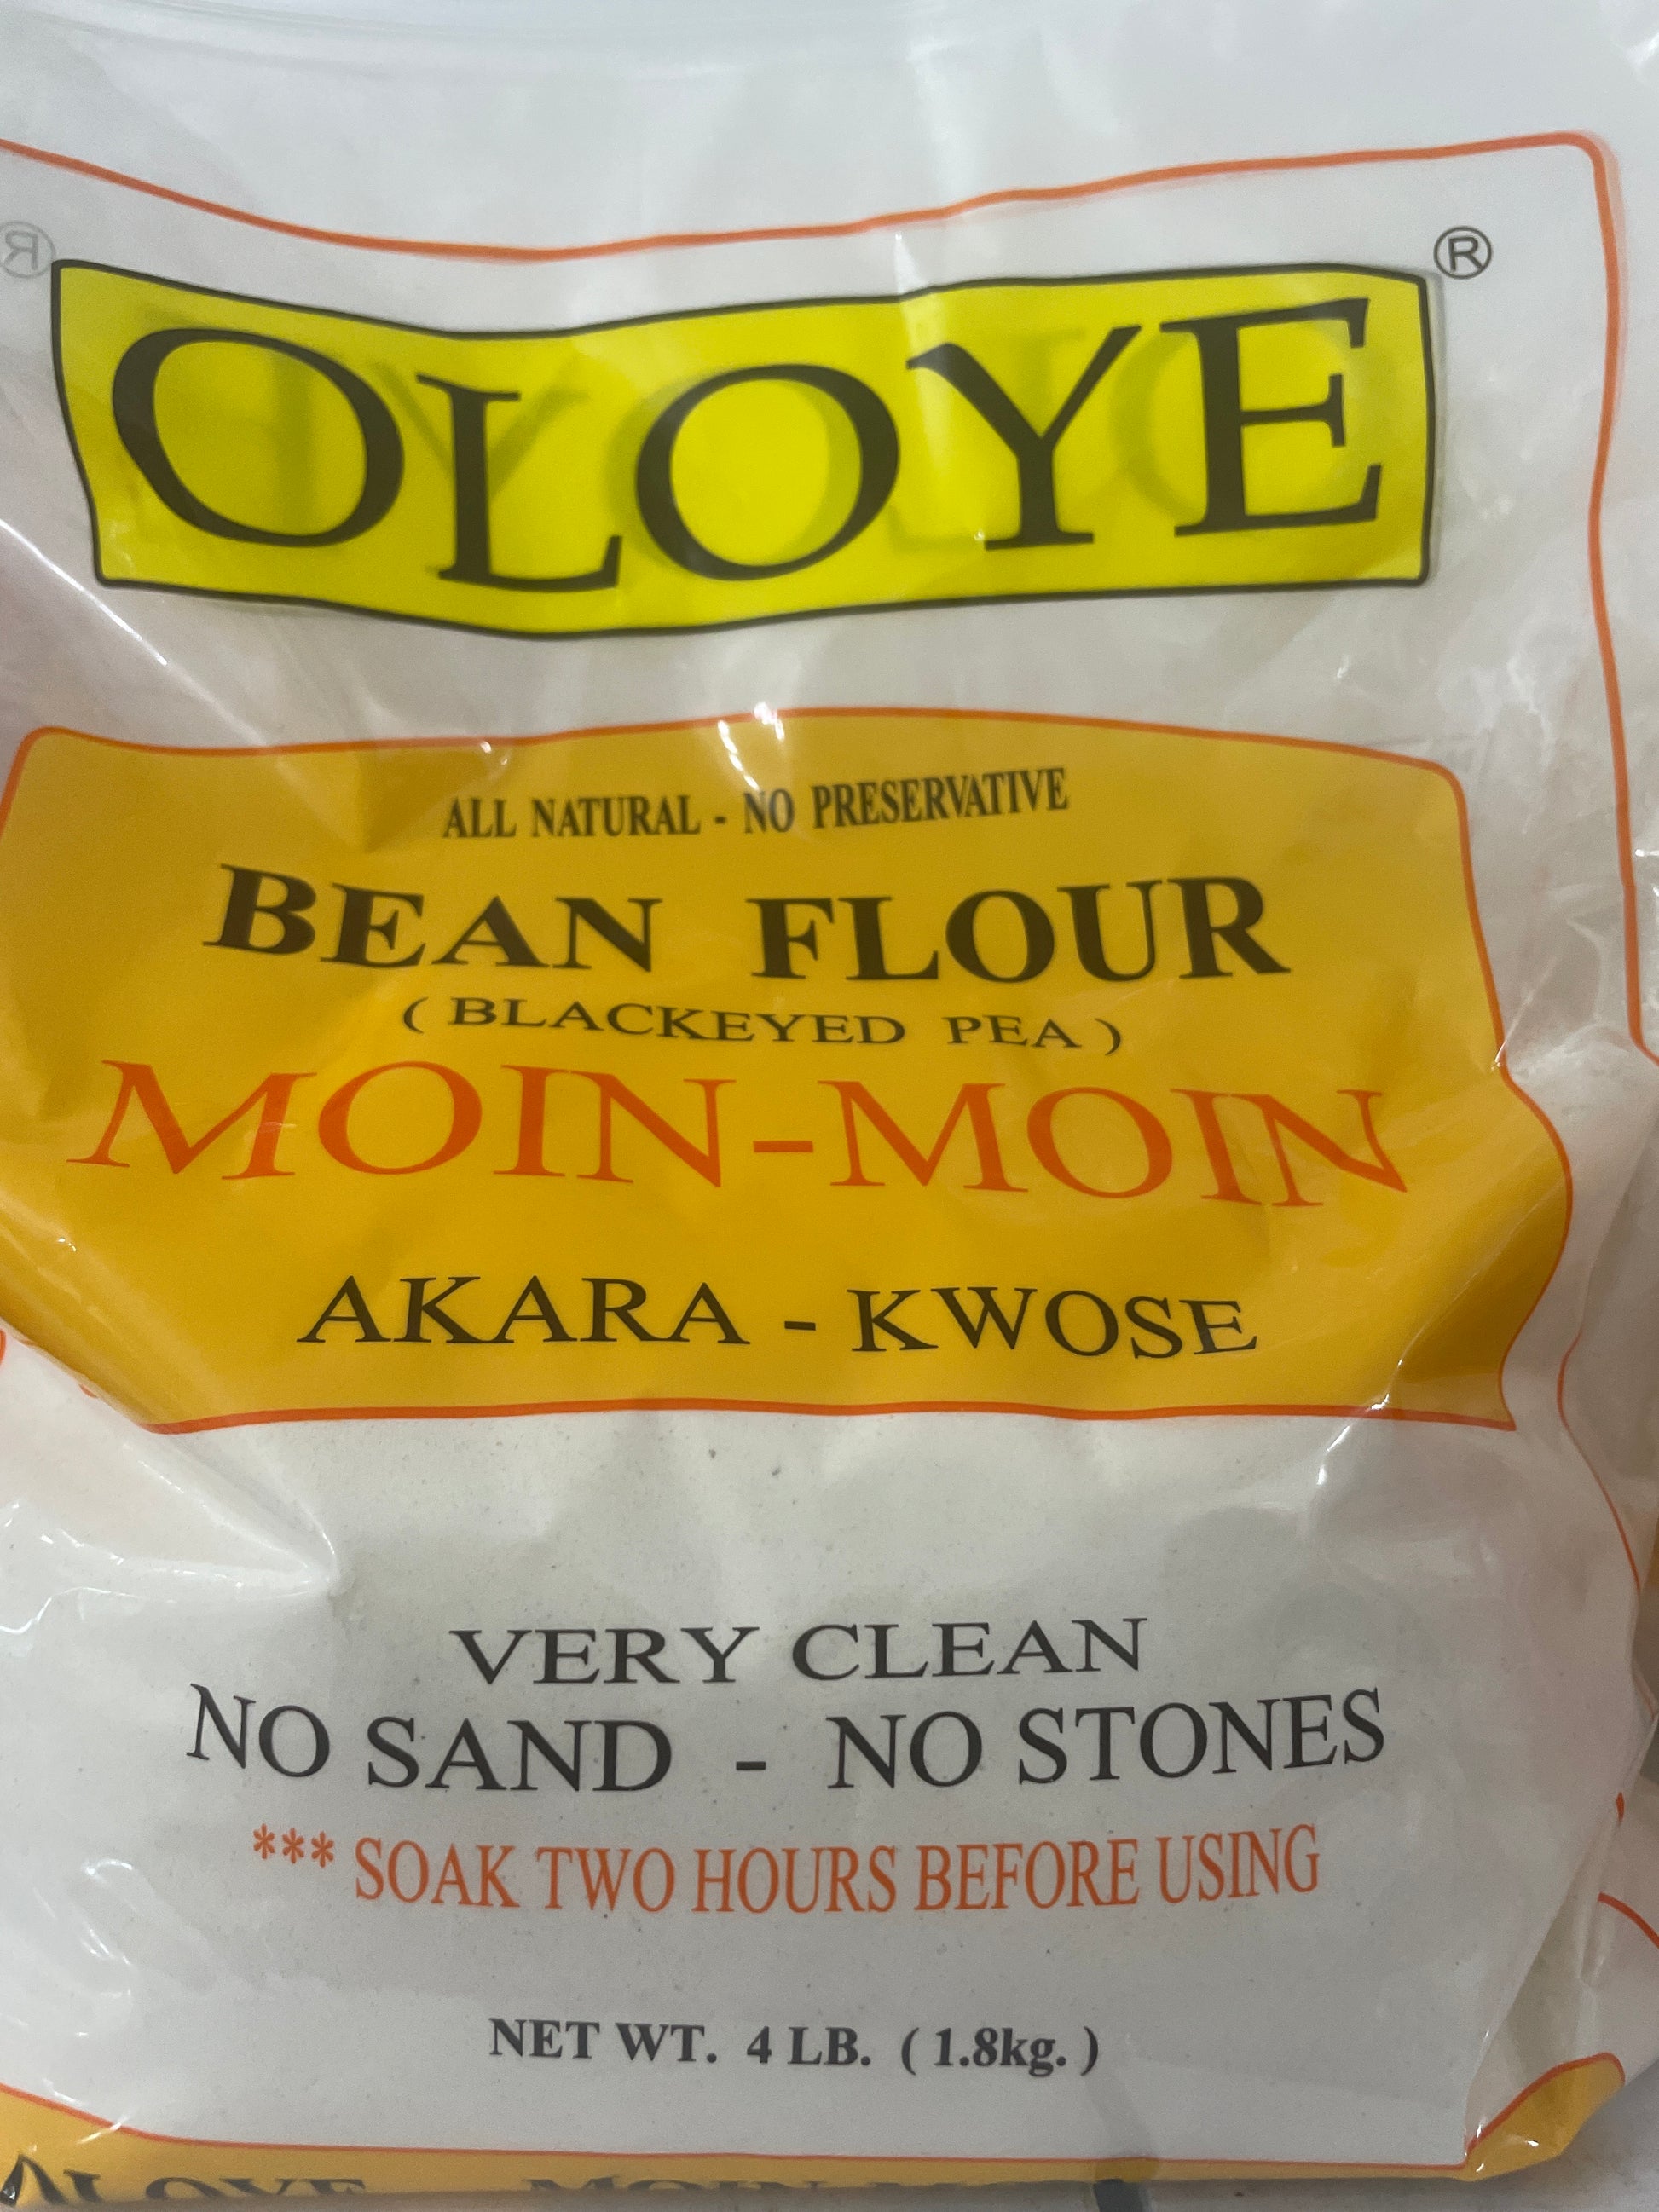 OLOYE ®
ALL NATURAL - NO PRESERVATIVE
BEAN FLOUR
( BLACKEYED PEA )
MOIN-MOIN
AKARA - KWOSE
VERY CLEAN
NO SAND - NO STONES
*** SOAK TWO HOURS BEFORE USING
NET WT. 4 LB. ( 1.8kg. )